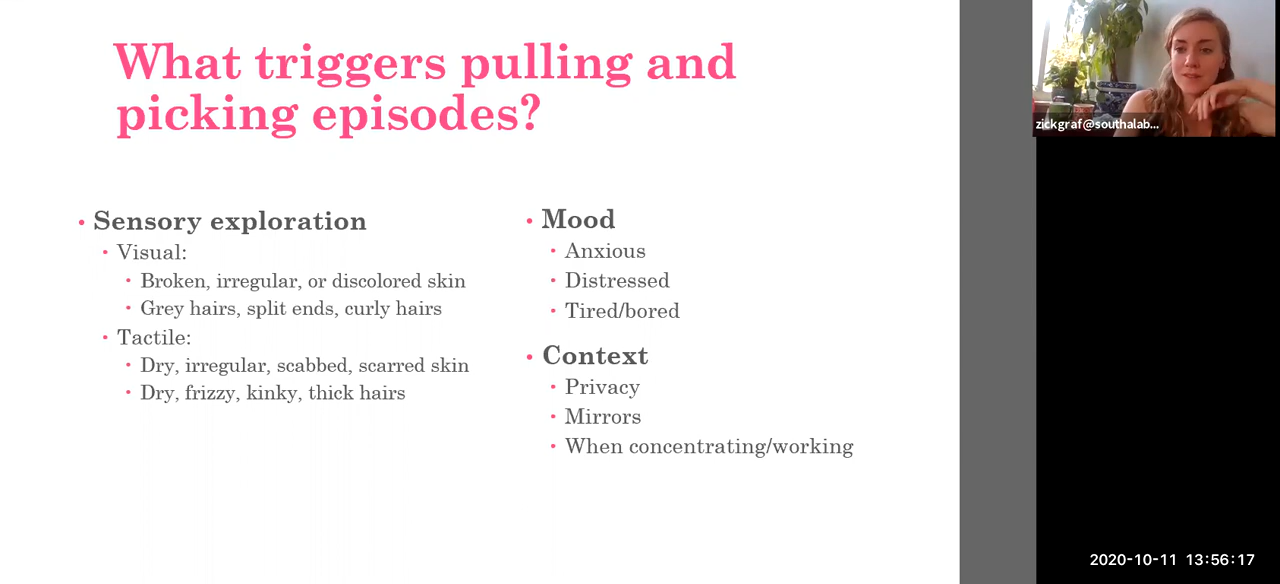 What triggers pulling and
picking episodes?
• Sensory exploration
• Visual:
• Broken, irregular, or discolored skin
• Grey hairs, split ends, curly hairs
• Tactile:
• Dry, irregular, scabbed, scarred skin
• Dry, frizzy, kinky, thick hairs
• Mood
• Anxious
• Distressed
• Tired/bored
• Context
• Privacy
• Mirrors
• When concentrating/working
zickgraf@southalab...
2020-10-11 13:56:17